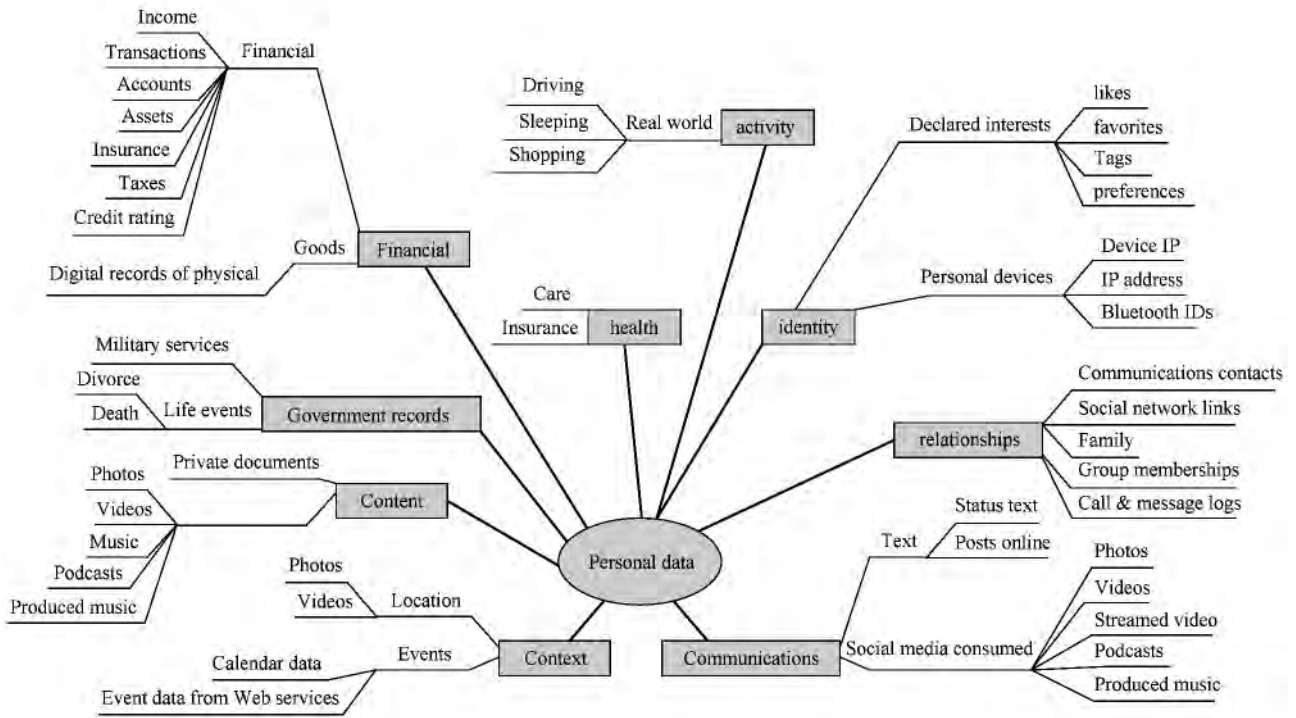 Income
Transactions
Accounts
Assets
Insurance
Taxes
Credit rating
Financial
Goods
Digital records of physical
Financial
Driving
Sleeping
Shopping
Real world
activity
Declared interests
likes
favorites
Tags
preferences
Personal devices
Device IP
IP address
Bluetooth IDs
identity
Care
Insurance
health
Military services
Divorce
Death
Life events
Government records
Communications contacts
Social network links
Family
Group memberships
Call & message logs
relationships
Private documents
Photos
Videos
Music
Podcasts
Produced music
Content
Personal data
Photos
Videos
Location
Events
Calendar data
Event data from Web services
Context
Text
Status text
Posts online
Communications
Social media consumed
Photos
Videos
Streamed video
Podcasts
Produced music